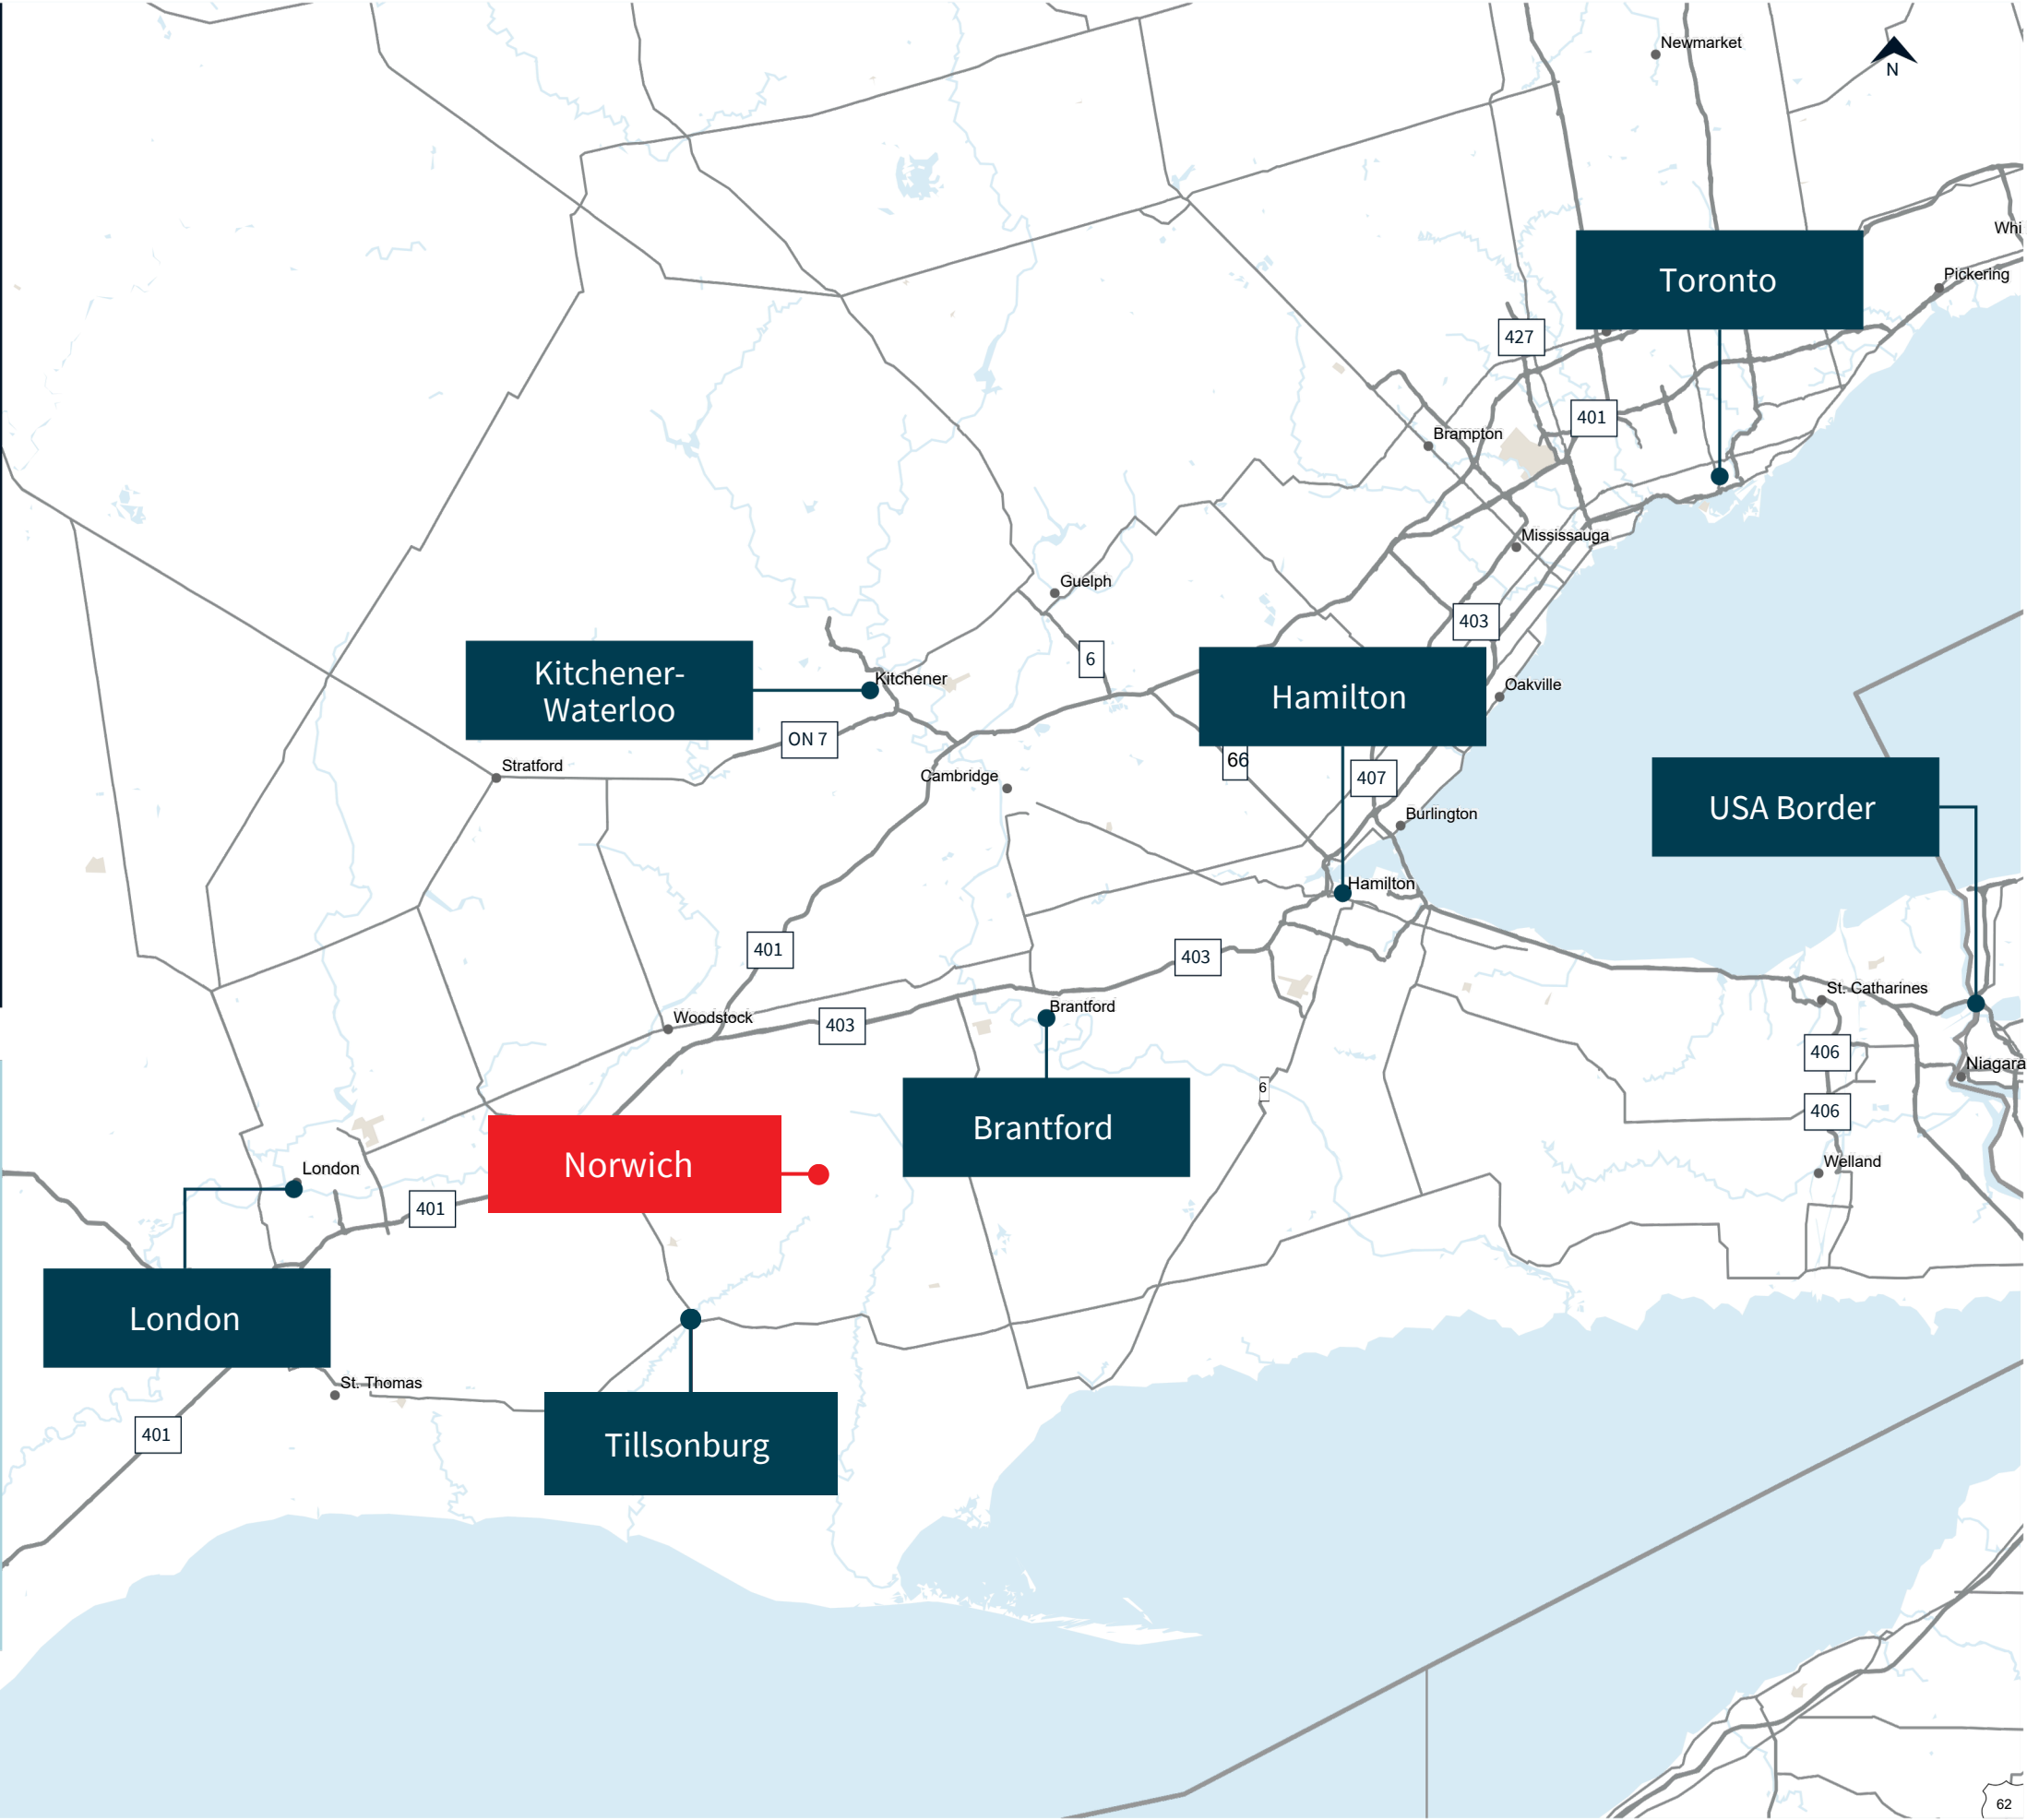 Newmarket
N
Whi
Toronto
Pickering
427
401
Brampton
Mississauga
Guelph
403
Kitchener-
Waterloo
6
Kitchener
Hamilton
Oakville
ON 7
66
Stratford
Cambridge
407
USA Border
Burlington
Hamilton
401
403
St. Catharines
Woodstock
403
Brantford
406
Niagara
6
406
Brantford
Norwich
London
Welland
401
London
St. Thomas
401
Tillsonburg
62